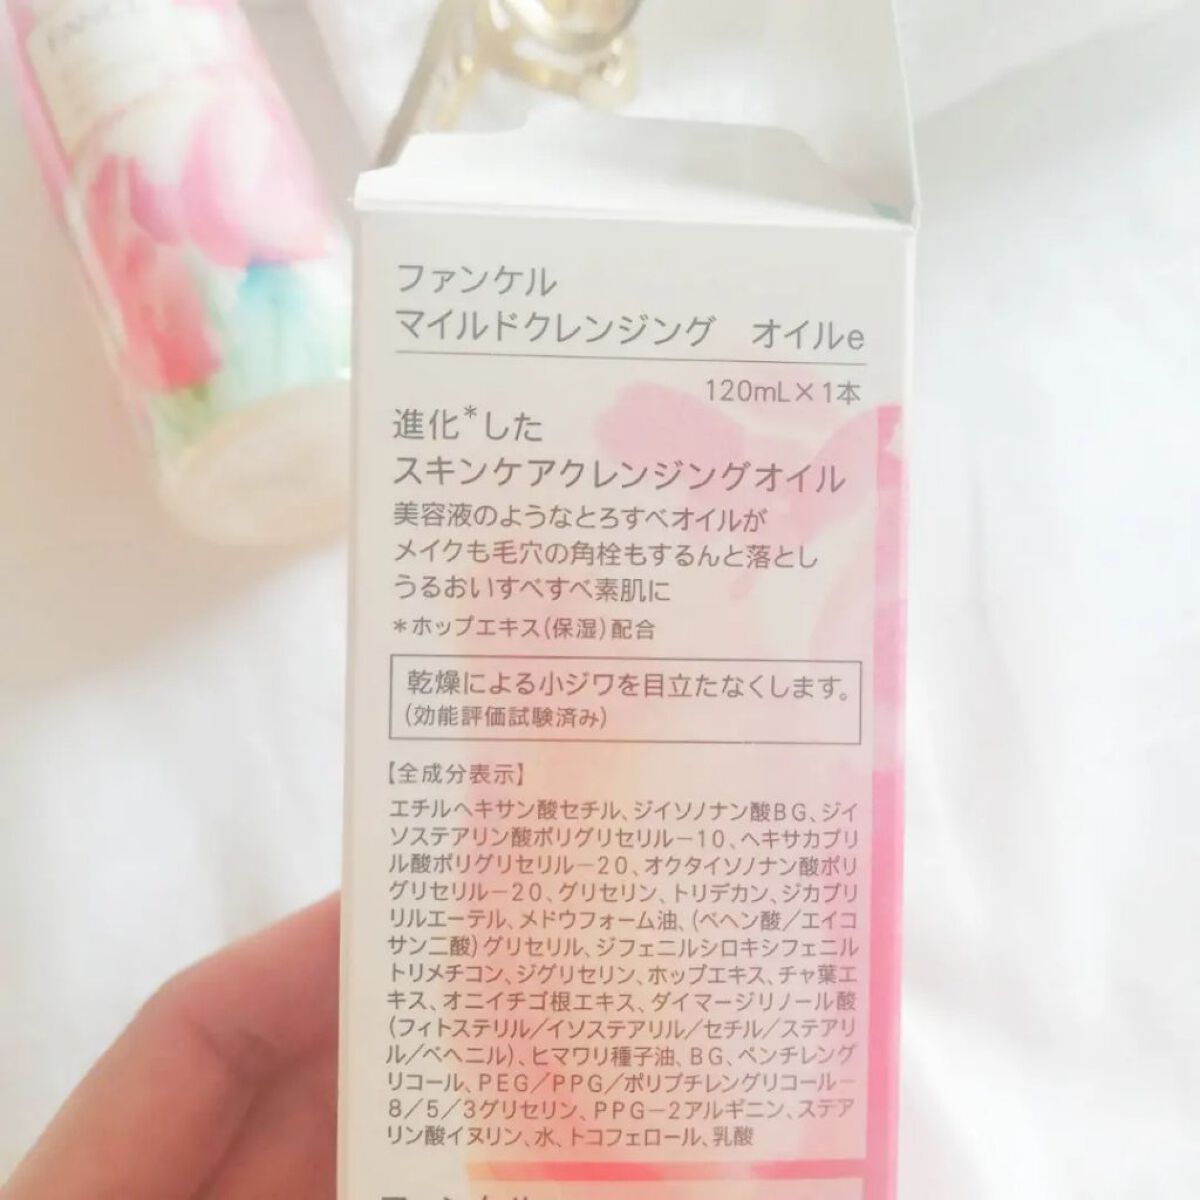 ファンケル
マイルドクレンジング オイルe
120mL×1本
進化*した
スキンケアクレンジングオイル
美容液のようなとろすべオイルが
メイクも毛穴の角栓もするんと落とし
うるおいすべすべ素肌に
*ホップエキス(保湿)配合
乾燥による小ジワを目立たなくします。
(効能評価試験済み)
【全成分表示】
エチルヘキサン酸セチル、ジイソノナン酸BG、ジイ
ソステアリン酸ポリグリセリル-10、ヘキサカプリ
ル酸ポリグリセリル-20、オクタイソノナン酸ポリ
グリセリル-20、グリセリン、トリデカン、ジカプリ
リルエーテル、メドウフォーム油、(ベヘン酸/エイコ
サン二酸)グリセリル、ジフェニルシロキシフェニル
トリメチコン、ジグリセリン、ホップエキス、チャ葉エ
キス、オニイチゴ根エキス、ダイマージリノール酸
(フィトステリル/イソステアリル/セチル/ステアリ
ル/ベヘニル)、ヒマワリ種子油、BG、ペンチレング
リコール、PEG/PPG/ポリブチレングリコール-
8/5/3グリセリン、PPG-2アルギニン、ステア
リン酸イヌリン、水、トコフェロール、乳酸